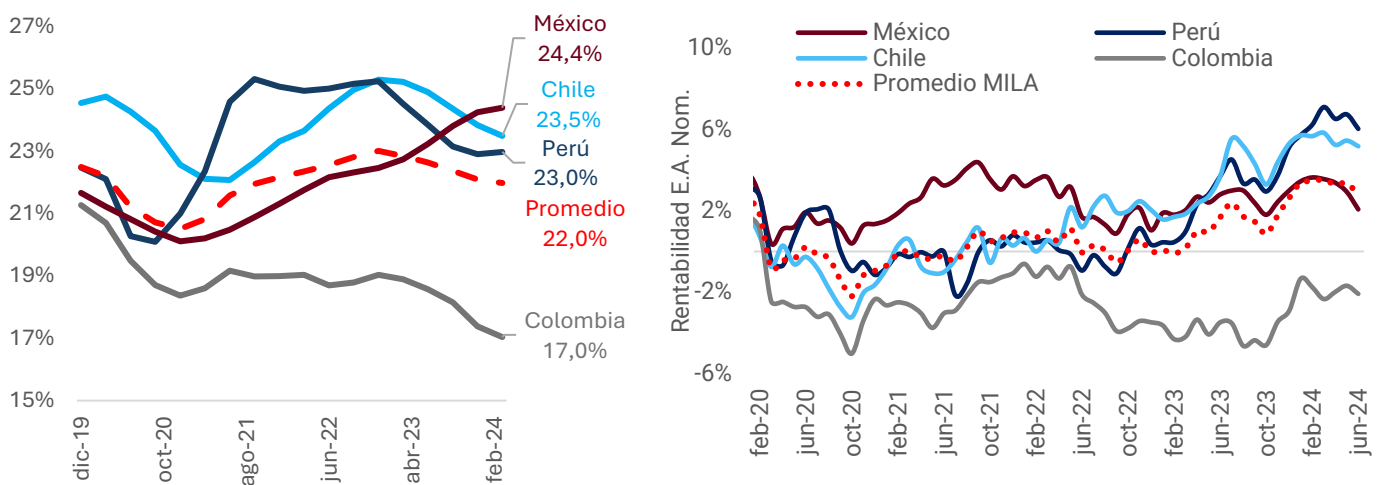 27%
25%
23%
21%
19%
17%
15%
dic-19
oct-20
ago-21
jun-22
abr-23
feb-24
México
24,4%
Chile
23,5%
Perú
23,0%
Promedio
22,0%
Colombia
17,0%
México
Perú
Chile
Colombia
Promedio MILA
Rentabilidad E.A. Nom.
10%
6%
2%
-2%
-6%
feb-20
jun-20
oct-20
feb-21
jun-21
oct-21
feb-22
jun-22
oct-22
feb-23
jun-23
oct-23
feb-24
jun-24